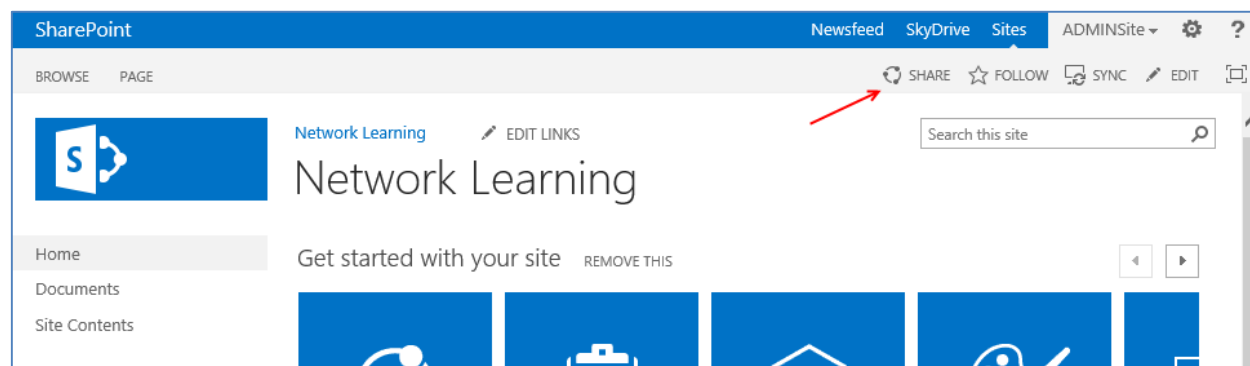 SharePoint Newsfeed SkyDrive Sites ADMINSite ?
BROWSE PAGE SHARE FOLLOW SYNC EDIT
S
Network Learning EDIT LINKS Search this site
Network Learning
Home
Documents
Site Contents
Get started with your site REMOVE THIS